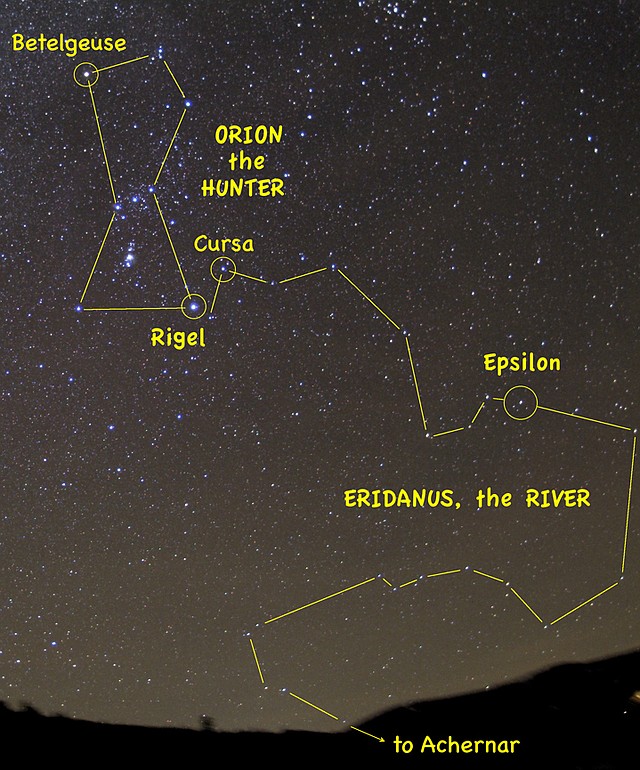 Betelgeuse
ORION
the
HUNTER
Cursa
Rigel
Epsilon
ERIDANUS, the RIVER
to Achernar